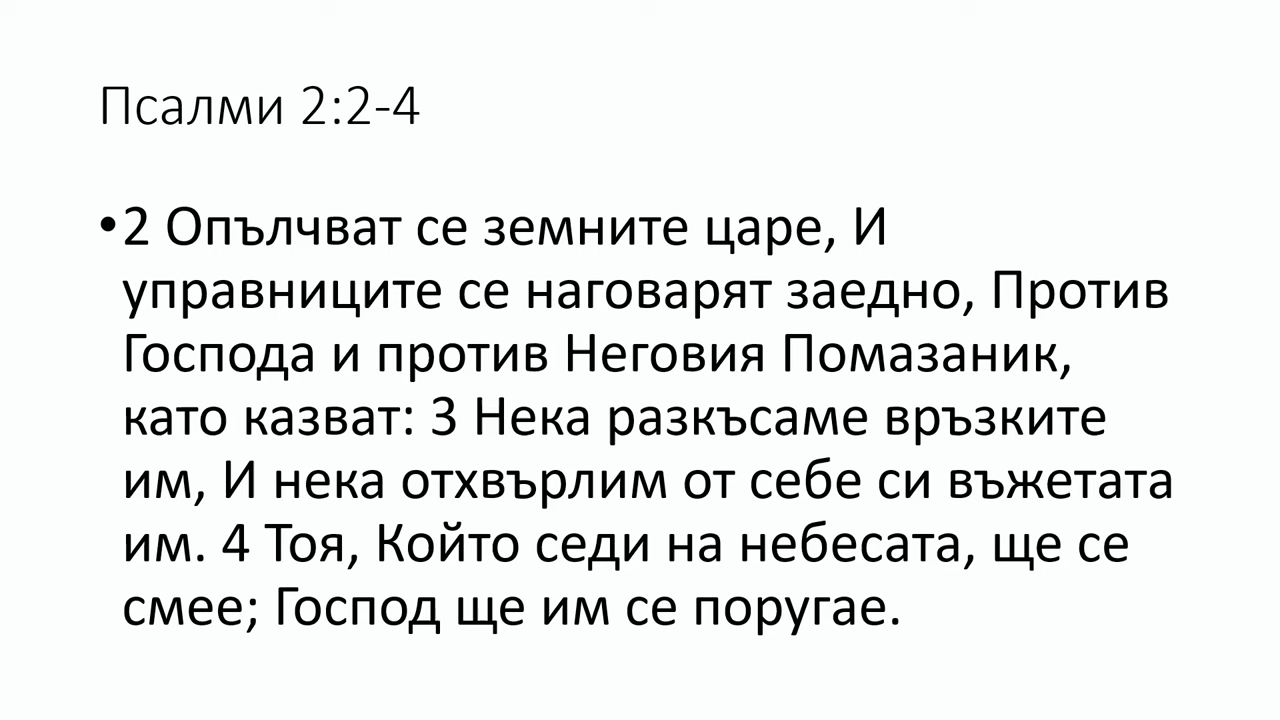 Псалми 2:2-4
•2 Опълчват се земните царе, И
управниците се наговарят заедно, Против
Господа и против Неговия Помазаник,
като казват: 3 Нека разкъсаме връзките
им, И нека отхвърлим от себе си въжетата
им. 4 Тоя, Който седи на небесата, ще се
смее; Господ ще им се поругае.